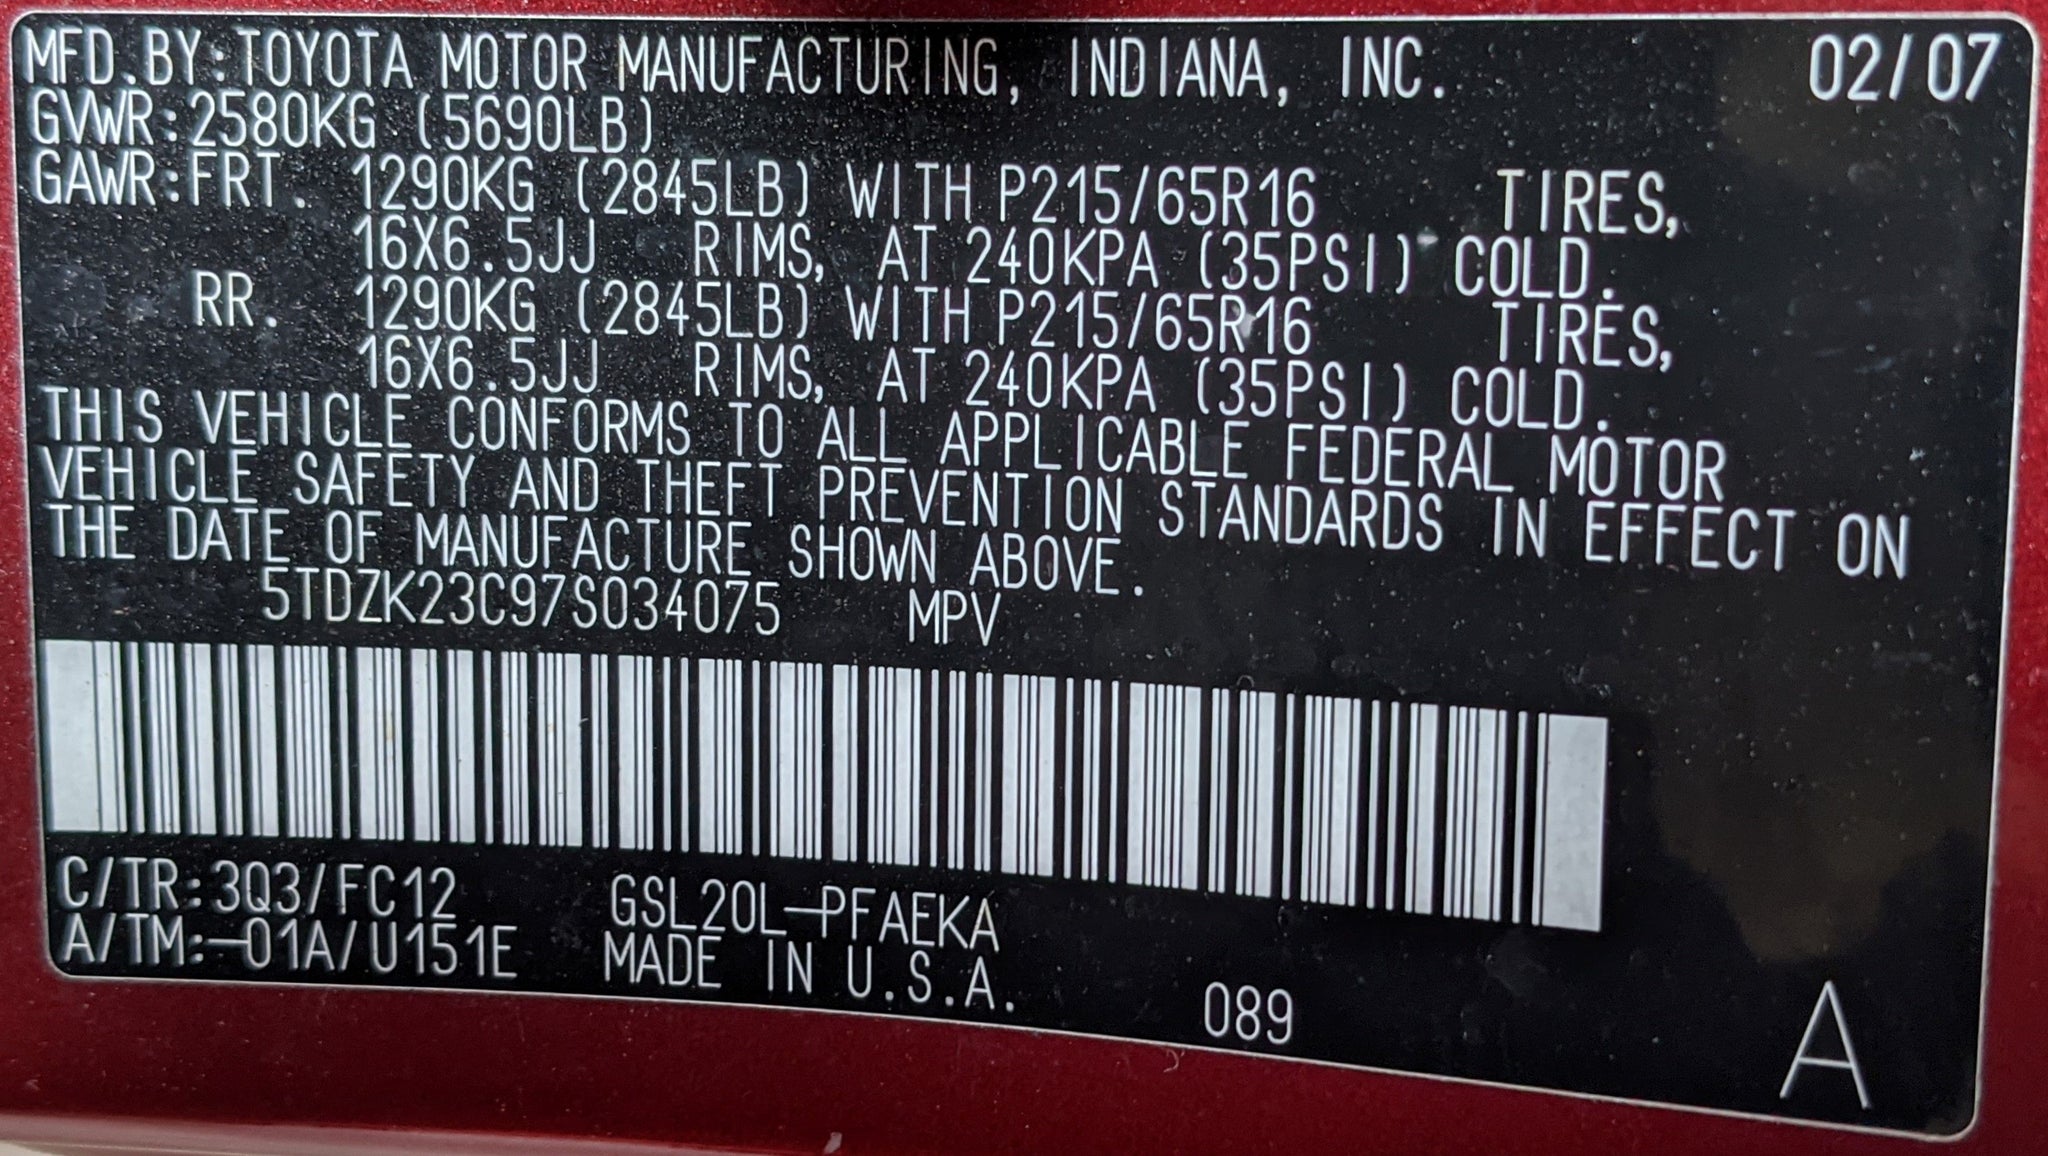 MFD.BY:TOYOTA MOTOR MANUFACTURING, INDIANA, INC. 02/07
GVWR:2580KG (5690LB)
GAWR:FRT. 1290KG (2845LB) WITH P215/65R16 TIRES,
16X6.5JJ RIMS, AT 240KPA (35PSI) COLD.
RR. 1290KG (2845LB) WITH P215/65R16 TIRES,
16X6.5JJ RIMS, AT 240KPA (35PSI) COLD.
THIS VEHICLE CONFORMS TO ALL APPLICABLE FEDERAL MOTOR
VEHICLE SAFETY AND THEFT PREVENTION STANDARDS IN EFFECT ON
THE DATE OF MANUFACTURE SHOWN ABOVE.
5TDZK23C97S034075 MPV
C/TR:3Q3/FC12 GSL20L-PFAEKA
A/TM:-01A/U151E MADE IN U.S.A.
089
A